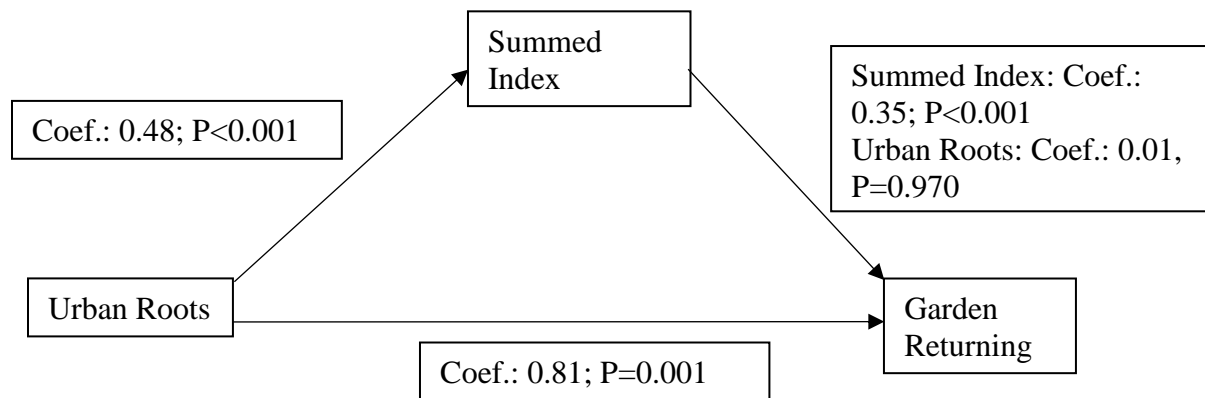 Summed
Index
Summed Index: Coef.:
0.35; P<0.001
Urban Roots: Coef.: 0.01,
P=0.970
Coef.: 0.48; P<0.001
Urban Roots
Garden
Returning
Coef.: 0.81; P=0.001